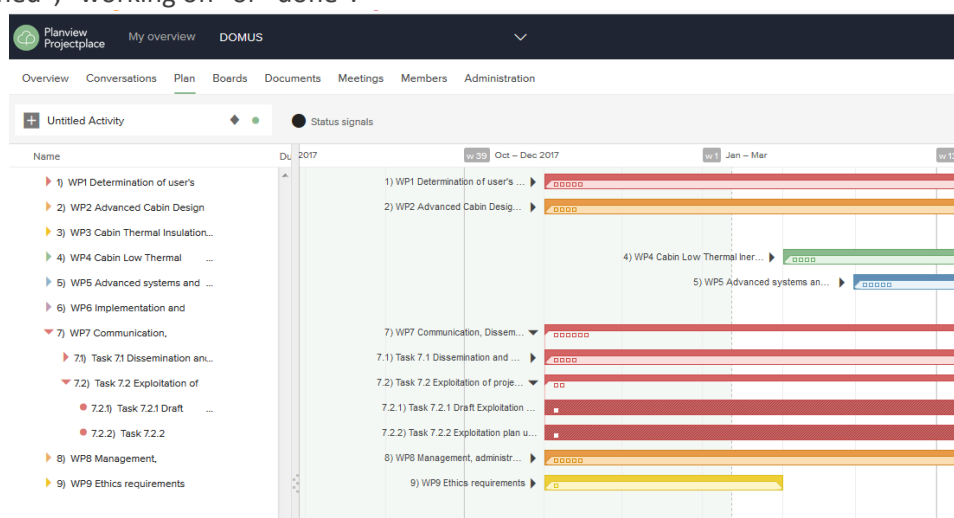 "working on" or "done".
Planview
Projectplace
My overview
DOMUS
Overview Conversations Plan Boards Documents Meetings Members Administration
Untitled Activity
Status signals
Name
Du
2017
w 39 Oct – Dec 2017
w 1 Jan – Mar
1) WP1 Determination of user's
1) WP1 Determination of user's ...
2) WP2 Advanced Cabin Design
2) WP2 Advanced Cabin Desig...
3) WP3 Cabin Thermal Insulation...
4) WP4 Cabin Low Thermal ...
4) WP4 Cabin Low Thermal Iner...
5) WP5 Advanced systems and ...
5) WP5 Advanced systems an...
6) WP6 Implementation and
7) WP7 Communication,
7) WP7 Communication, Dissem...
7.1) Task 7.1 Dissemination an...
7.1) Task 7.1 Dissemination and ...
7.2) Task 7.2 Exploitation of
7.2) Task 7.2 Exploitation of proje...
7.2.1) Task 7.2.1 Draft ...
7.2.1) Task 7.2.1 Draft Exploitation ...
7.2.2) Task 7.2.2
7.2.2) Task 7.2.2 Exploitation plan u...
8) WP8 Management,
8) WP8 Management, administr...
9) WP9 Ethics requirements
9) WP9 Ethics requirements